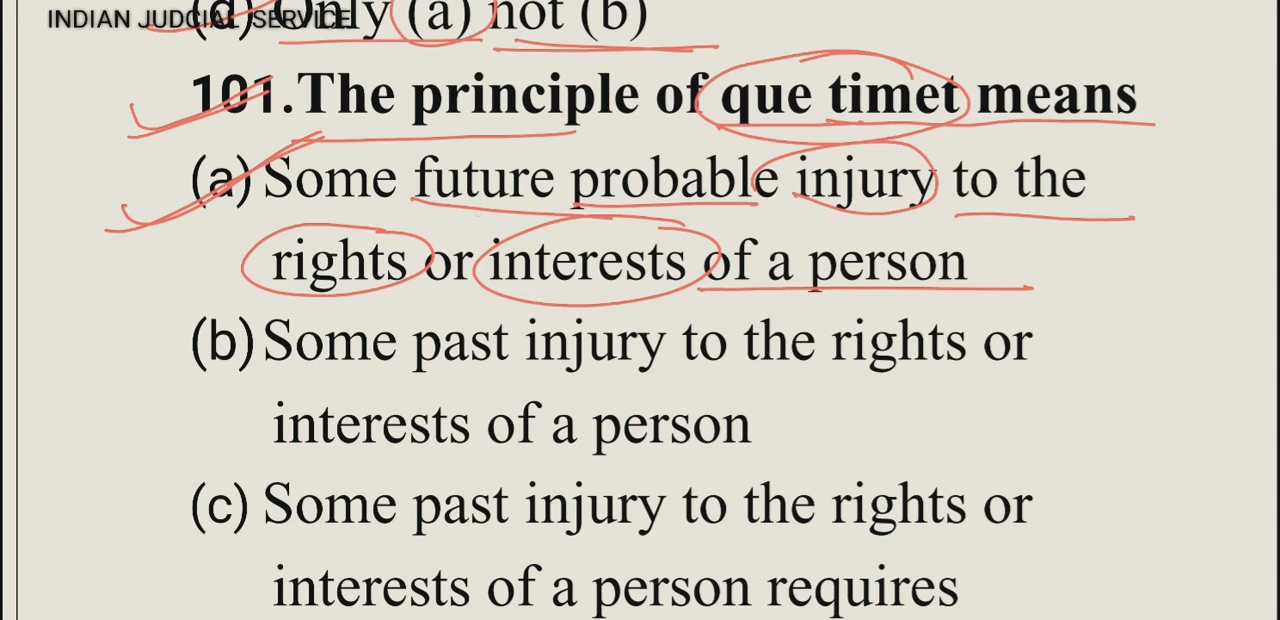 INDIAN JUDCIAL SERVICE
(d) Only (a) not (b)
101.The principle of que timet means
(a) Some future probable injury to the
rights or interests of a person
(b) Some past injury to the rights or
interests of a person
(c) Some past injury to the rights or
interests of a person requires